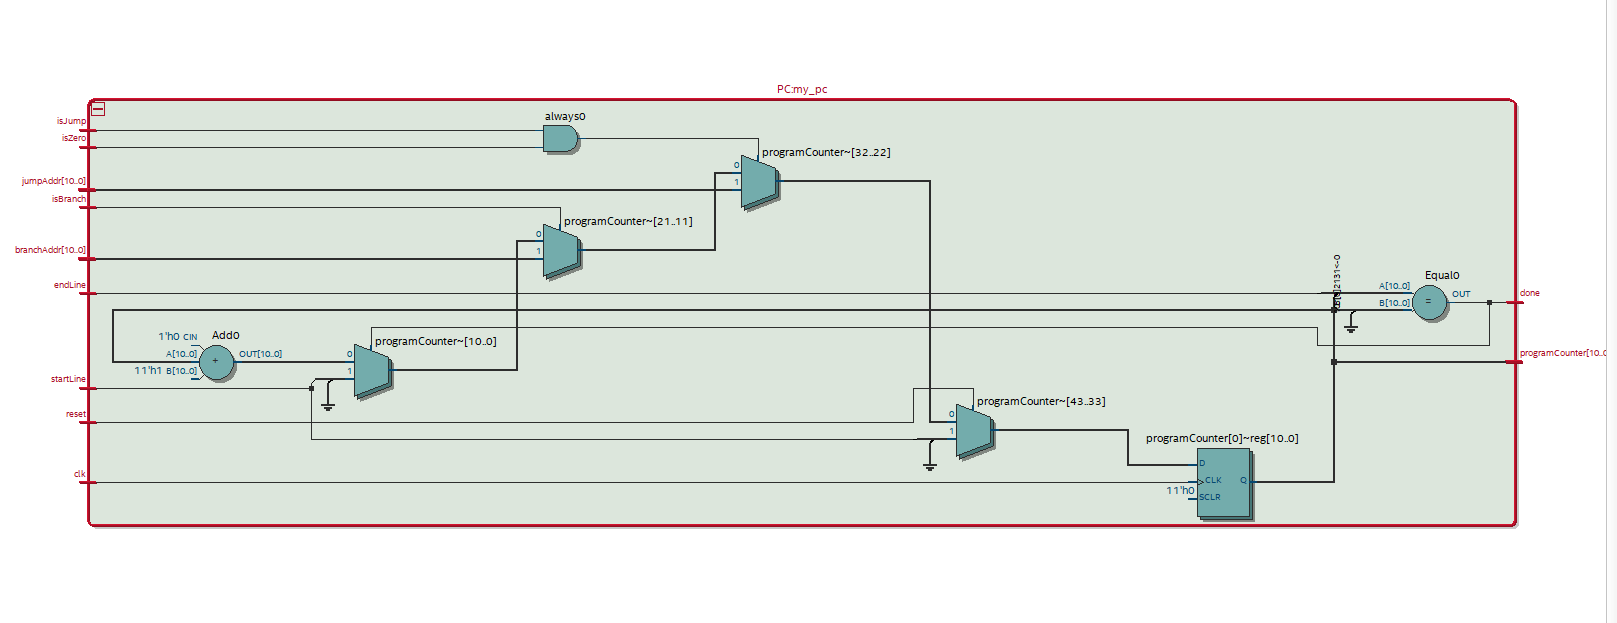 PC:my_pc
isJump
isZero
always0
programCounter~[32..22]
0
1
jumpAddr[10..0]
isBranch
programCounter~[21..11]
0
1
branchAddr[10..0]
endLine
Equal0
A[10..0]
B[10..0]
=
OUT
done
1'h0 CIN
Add0
A[10..0]
+
OUT[10..0]
11'h1 B[10..0]
programCounter~[10..0]
0
1
programCounter[10..0
startLine
reset
programCounter~[43..33]
0
1
programCounter[0]~reg[10..0]
D
clk
CLK
Q
11'h0
SCLR